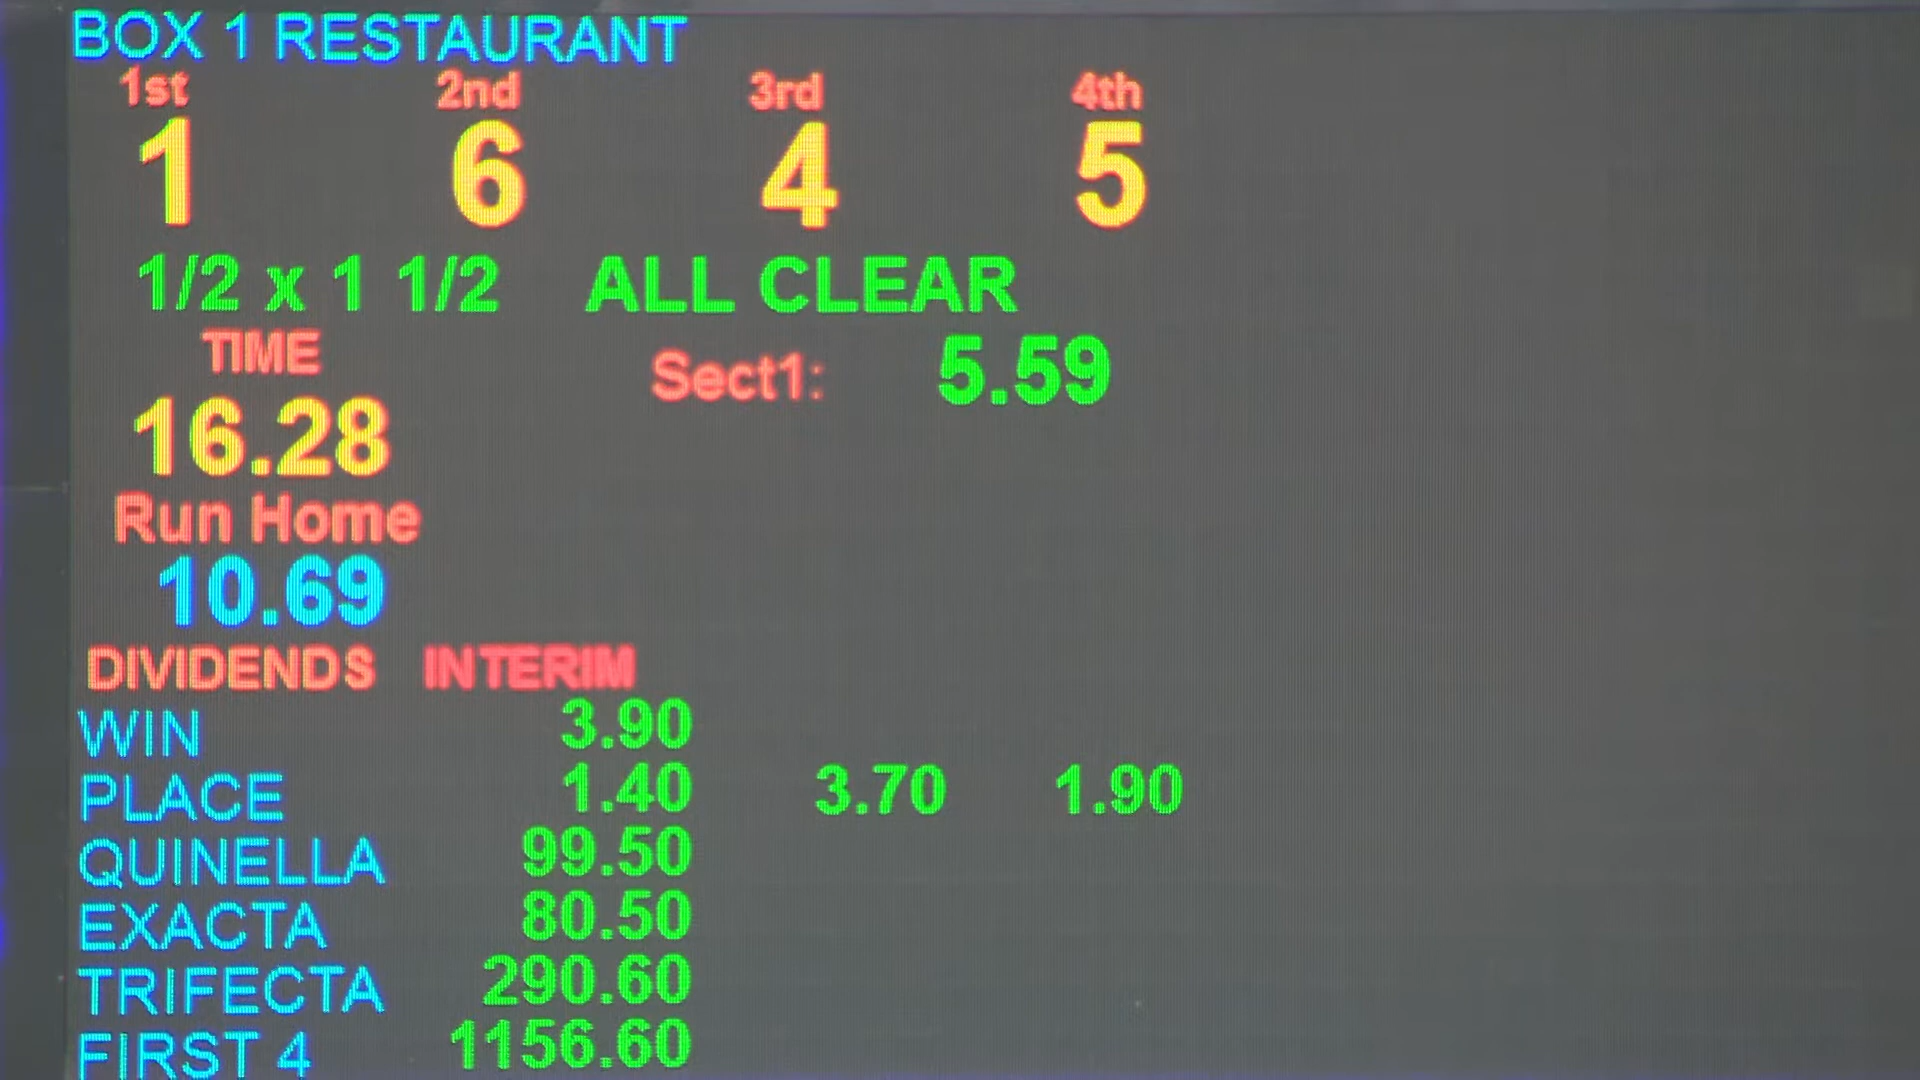 BOX 1 RESTAURANT
1st 2nd 3rd 4th
1 6 4 5
1/2 x 1 1/2 ALL CLEAR
TIME
Sect1: 5.59
16.28
Run Home
10.69
DIVIDENDS INTERIM
WIN 3.90
PLACE 1.40 3.70 1.90
QUINELLA 99.50
EXACTA 80.50
TRIFECTA 290.60
FIRST 4 1156.60